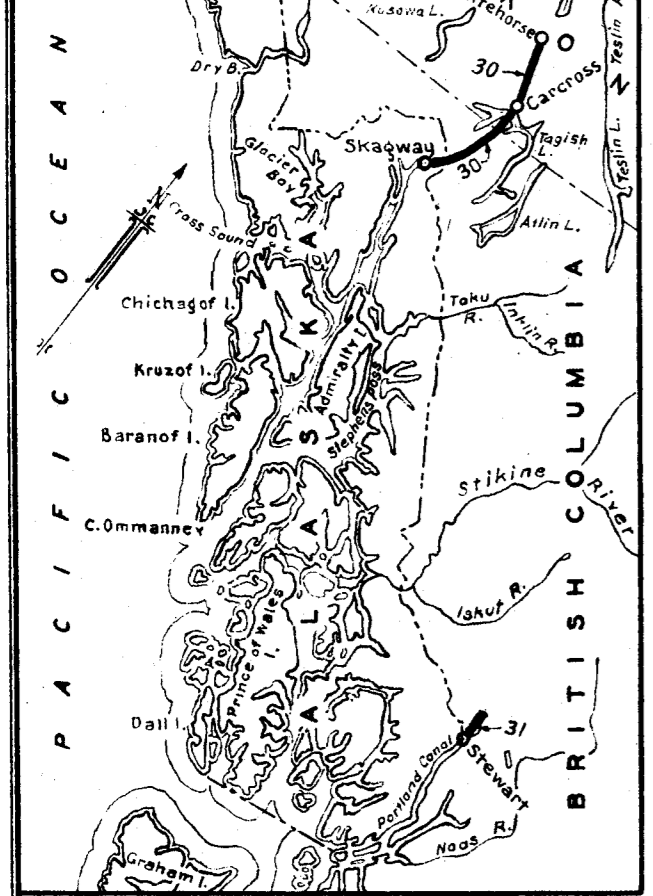 Kusawa L.
ehorse
Teslin
Dry B.
30
Carcross
N
Skagway
30
Tagish
L.
Teslin L.
Glacier
Bay
Atlin L.
Cross Sound
PACIFIC OCEAN
ALASKA
BRITISH COLUMBIA
Chichagof I.
Taku
R.
Inklin R.
Kruzof I.
Admiralty I.
Baranof I.
Stephens pass
Stikine
River
C. Ommanney
Iskut R.
Prince of Wales
I.
Dall I.
31
Stewart
Portland Canal
Naas R.
Graham I.